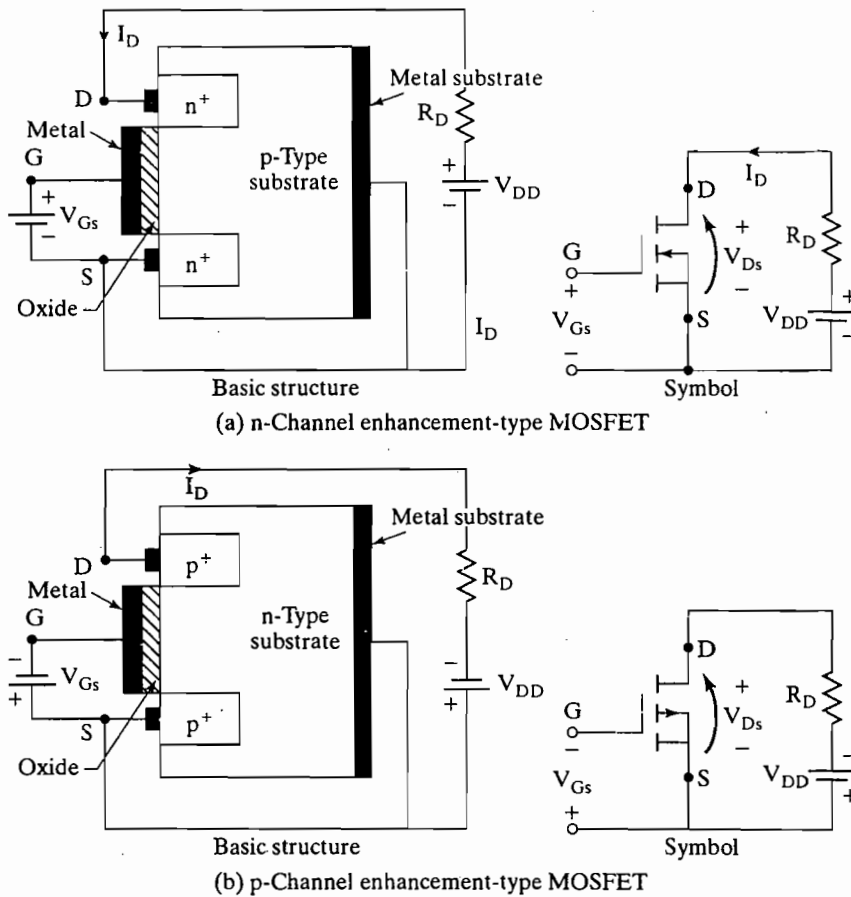 I_D
Metal substrate
D
n⁺
R_D
Metal
G
p-Type
substrate
+
V_DD
−
+
V_Gs
−
S
n⁺
Oxide
I_D
Basic structure
I_D
D
+
R_D
G
V_Ds
+
−
V_Gs
S
V_DD
+
−
−
Symbol
(a) n-Channel enhancement-type MOSFET
I_D
Metal substrate
D
p⁺
R_D
Metal
G
n-Type
substrate
−
V_Gs
+
−
V_DD
+
S
p⁺
Oxide
Basic structure
D
+
R_D
G
V_Ds
−
−
V_Gs
S
V_DD
−
+
+
Symbol
(b) p-Channel enhancement-type MOSFET